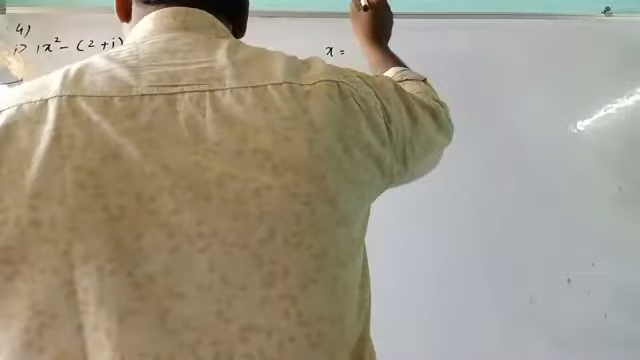 4)
i) 1x² - (2+i)
x =